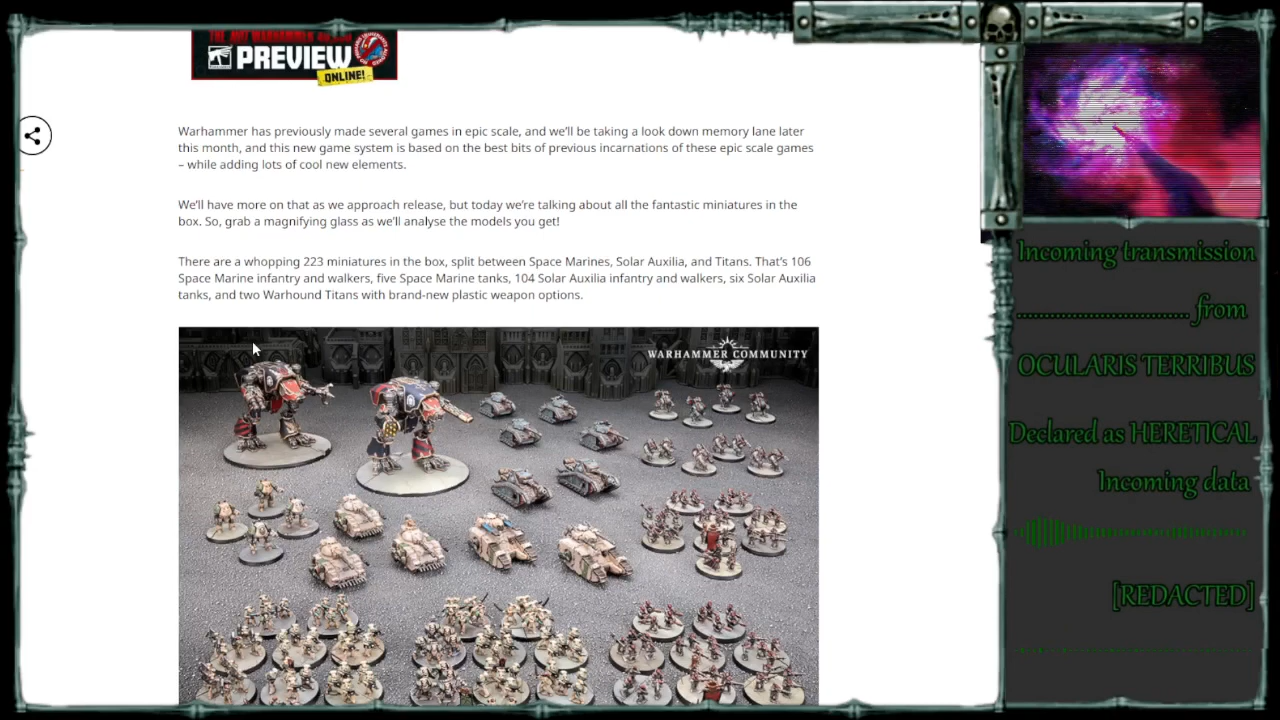 PREVIEW
ONLINE!
Warhammer has previously made several games in epic scale, and we'll be taking a look down memory lane later
this month, and this new game system is based on the best bits of previous incarnations of these epic scale games
– while adding lots of cool new elements.
We'll have more on that as we approach release, but today we're talking about all the fantastic miniatures in the
box. So, grab a magnifying glass as we'll analyse the models you get!
There are a whopping 223 miniatures in the box, split between Space Marines, Solar Auxilia, and Titans. That's 106
Space Marine infantry and walkers, five Space Marine tanks, 104 Solar Auxilia infantry and walkers, six Solar Auxilia
tanks, and two Warhound Titans with brand-new plastic weapon options.
WARHAMMER COMMUNITY
Incoming transmission
................................ from
OCULARIS TERRIBUS
Declared as HERETICAL
Incoming data
[REDACTED]